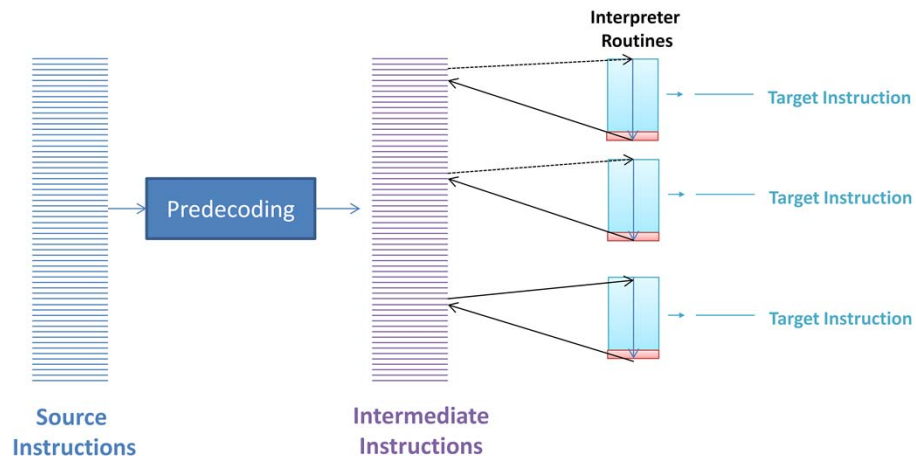 Interpreter
Routines
Target Instruction
Predecoding
Target Instruction
Target Instruction
Source
Instructions
Intermediate
Instructions